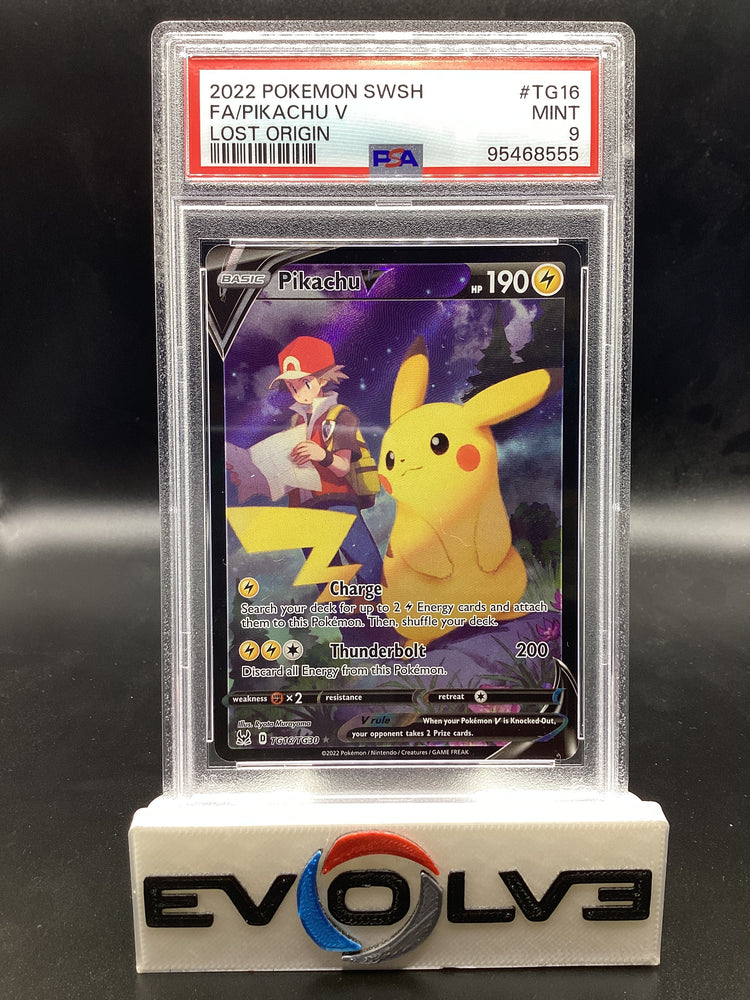 2022 POKEMON SWSH #TG16
FA/PIKACHU V MINT
LOST ORIGIN 9
PSA 95468555
BASIC Pikachu V HP 190
Charge
Search your deck for up to 2 Energy cards and attach
them to this Pokémon. Then, shuffle your deck.
Thunderbolt 200
Discard all Energy from this Pokémon.
weakness ×2 resistance retreat
V rule When your Pokémon V is Knocked Out,
your opponent takes 2 Prize cards.
Illus. Ryota Murayama
D TG16/TG30 ★
©2022 Pokémon / Nintendo / Creatures / GAME FREAK
EVOLVE